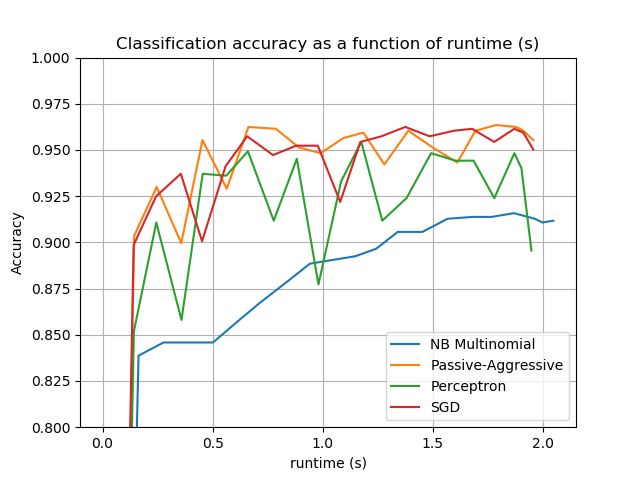 Classification accuracy as a function of runtime (s)
1.000
0.975
0.950
0.925
0.900
0.875
0.850
0.825
0.800
Accuracy
NB Multinomial
Passive-Aggressive
Perceptron
SGD
0.0 0.5 1.0 1.5 2.0
runtime (s)